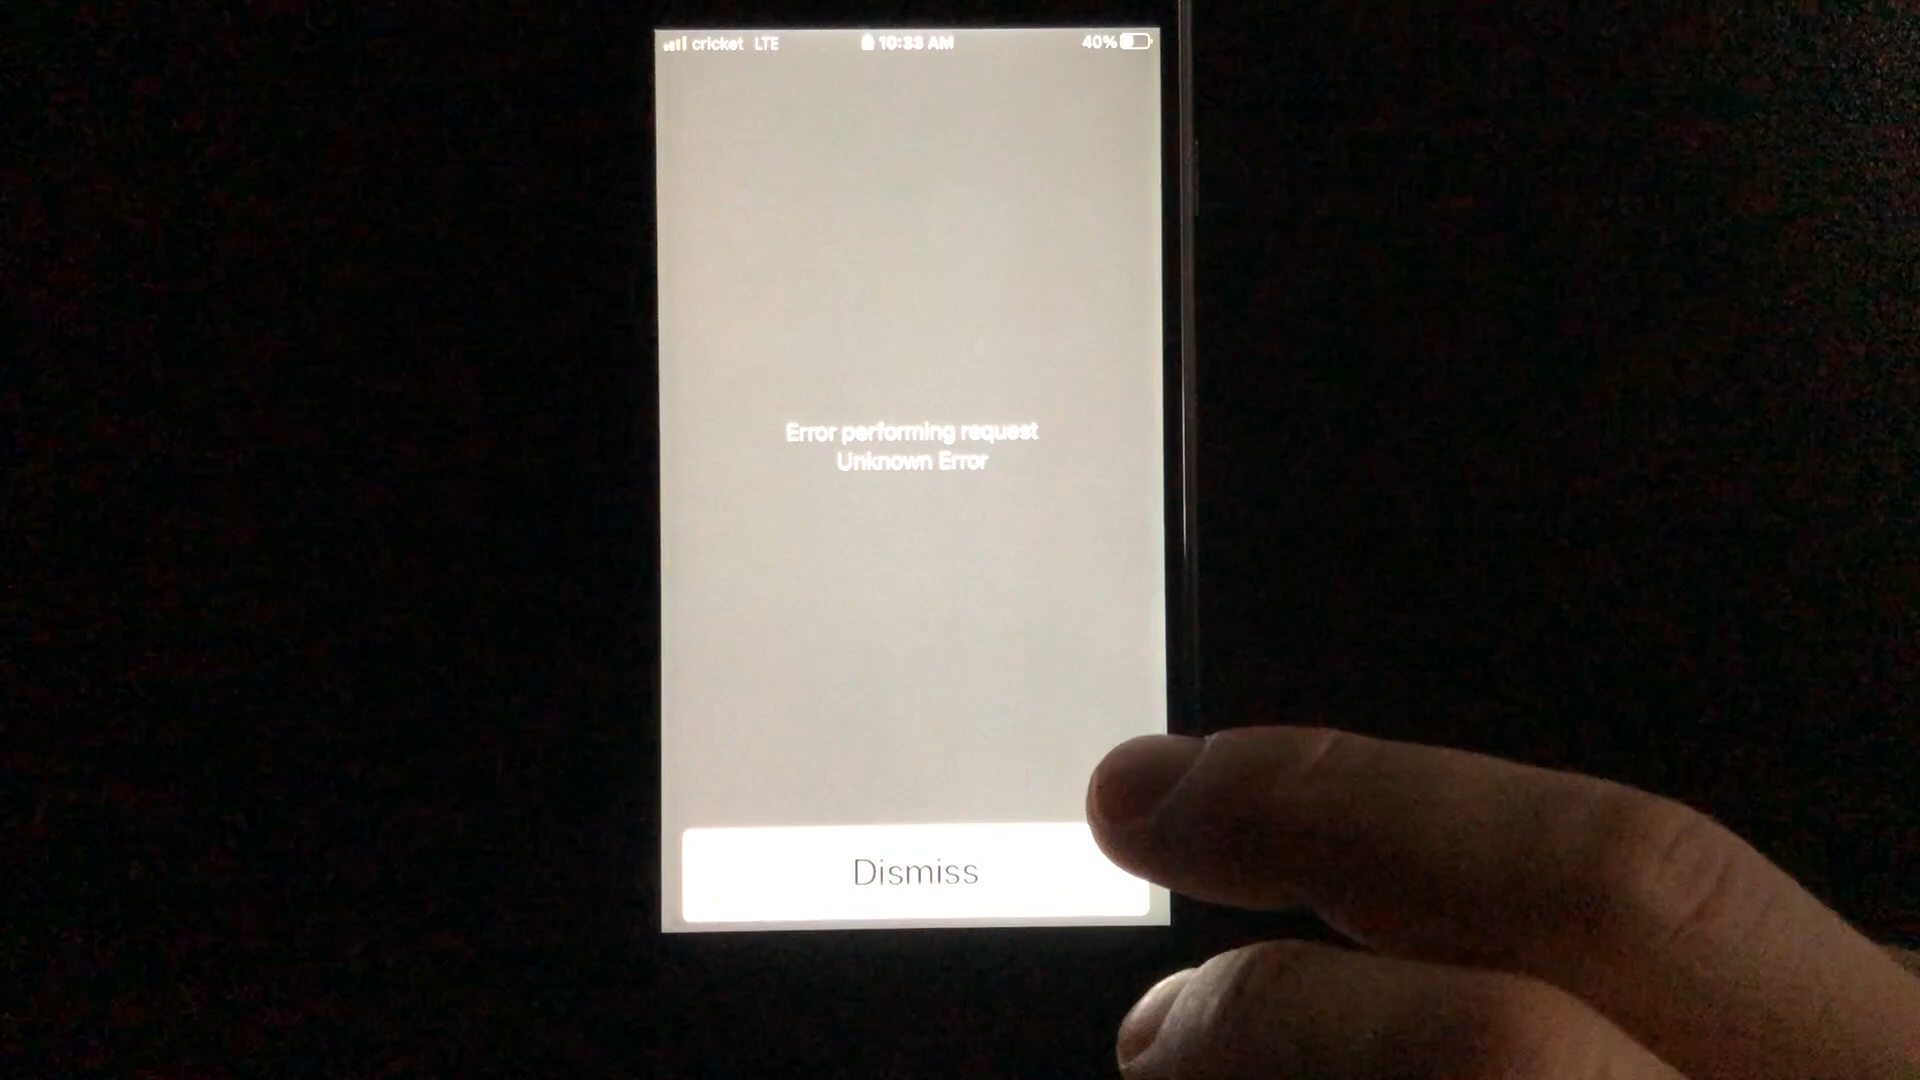 cricket LTE 10:33 AM 40%
Error performing request
Unknown Error
Dismiss